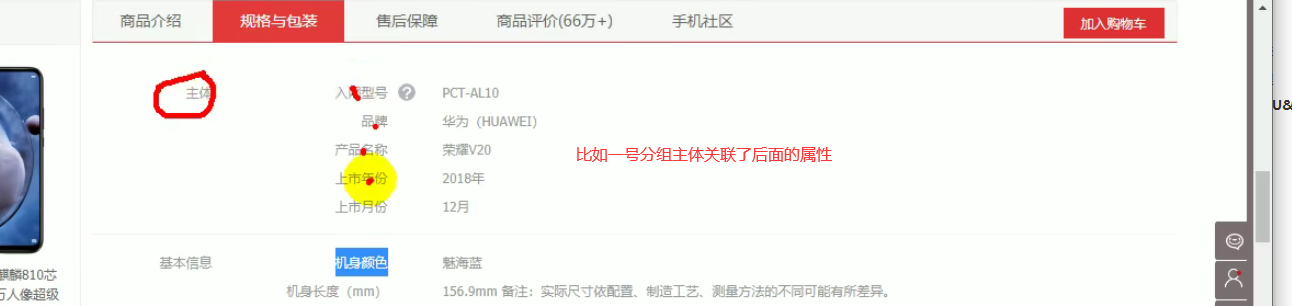 商品介绍 规格与包装 售后保障 商品评价(66万+) 手机社区 加入购物车
主体 入网型号 ? PCT-AL10
品牌 华为（HUAWEI）
产品名称 荣耀V20
比如一号分组主体关联了后面的属性
上市年份 2018年
上市月份 12月
基本信息 机身颜色 魅海蓝
机身长度（mm） 156.9mm 备注：实际尺寸依配置、制造工艺、测量方法的不同可能有所差异。
麒麟810芯
万人像超级
U&